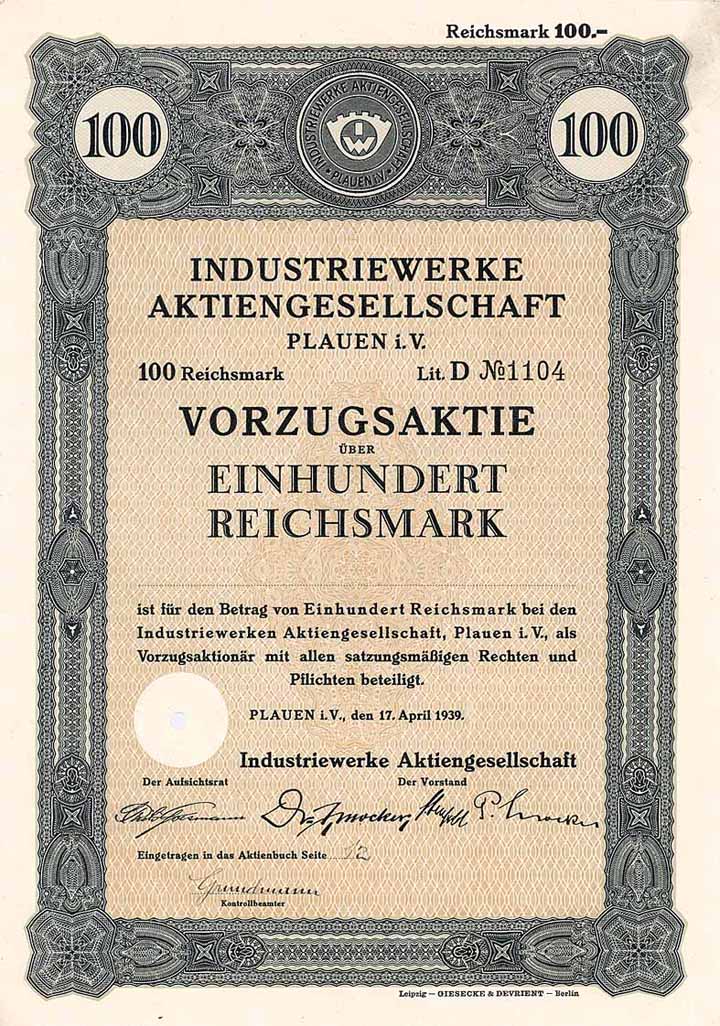 Reichsmark 100.-
100
INDUSTRIEWERKE AKTIENGESELLSCHAFT
IW
· PLAUEN i.V. ·
100
INDUSTRIEWERKE
AKTIENGESELLSCHAFT
PLAUEN i.V.
100 Reichsmark Lit. D №1104
VORZUGSAKTIE
ÜBER
EINHUNDERT
REICHSMARK
ist für den Betrag von Einhundert Reichsmark bei den
Industriewerken Aktiengesellschaft, Plauen i.V., als
Vorzugsaktionär mit allen satzungsmäßigen Rechten und
Pflichten beteiligt.
PLAUEN i.V., den 17. April 1939.
Industriewerke Aktiengesellschaft
Der Aufsichtsrat Der Vorstand
Eingetragen in das Aktienbuch Seite 12
Grundmann
Kontrollbeamter
Leipzig — GIESECKE & DEVRIENT — Berlin